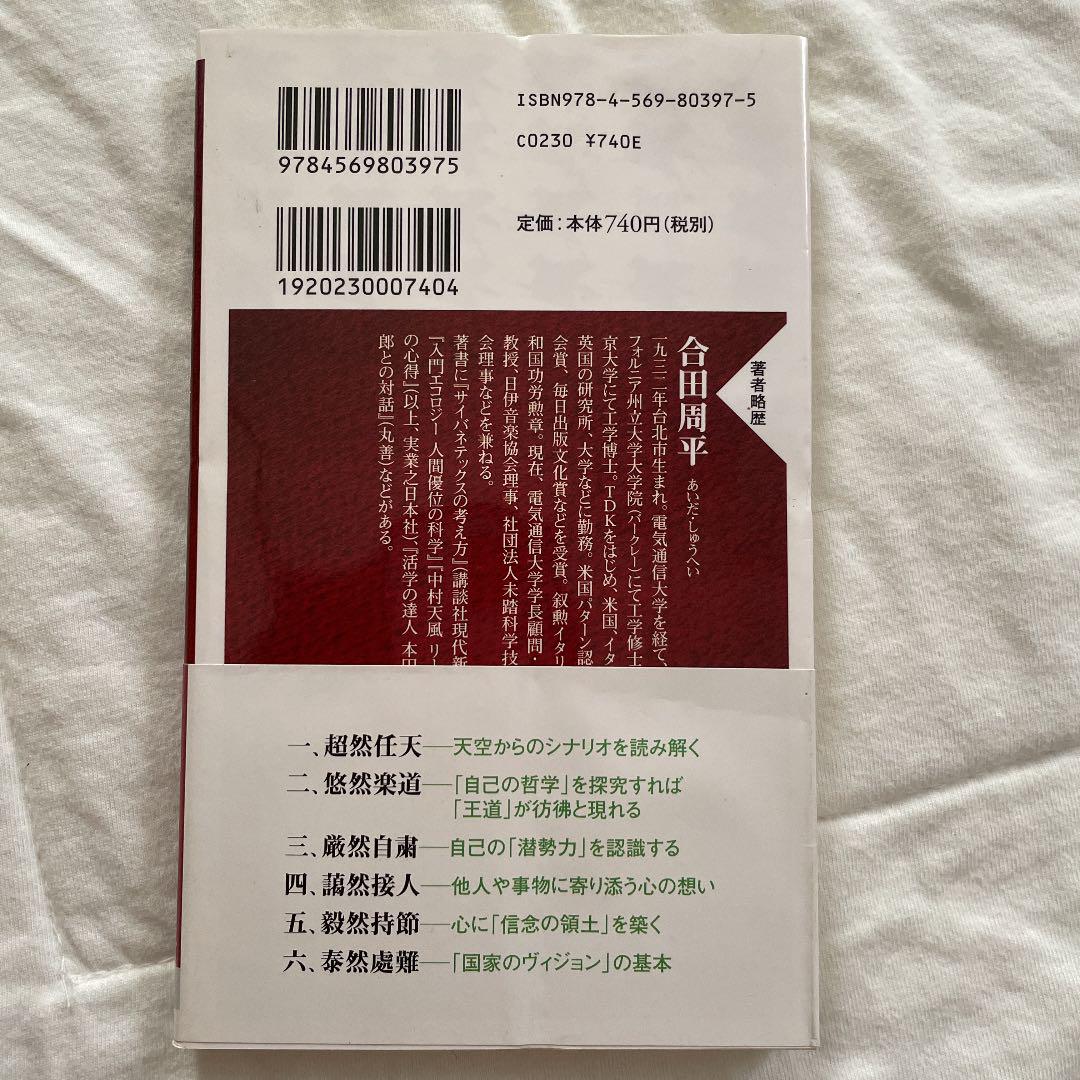 ISBN978-4-569-80397-5
C0230 ¥740E
9784569803975
定価：本体740円（税別）
1920230007404
著者略歴
合田周平 あいだ・しゅうへい
一九三二年台北市生まれ。電気通信大学を経て、
フォルニア州立大学大学院（バークレー）にて工学修士
京大学にて工学博士。TDKをはじめ、米国、イタ
英国の研究所、大学などに勤務。米国パターン認
会賞、毎日出版文化賞などを受賞。叙勲イタリ
和国功労勲章。現在、電気通信大学学長顧問・
教授、日伊音楽協会理事、社団法人未踏科学技
会理事などを兼ねる。
著書に『サイバネティックスの考え方』（講談社現代新
『入門エコロジー 人間優位の科学』『中村天風 リー
の心得』（以上、実業之日本社）、『活学の達人 本田
郎との対話』（丸善）などがある。
一、超然任天―天空からのシナリオを読み解く
二、悠然楽道―「自己の哲学」を探究すれば
「王道」が彷彿と現れる
三、厳然自粛―自己の「潜勢力」を認識する
四、藹然接人―他人や事物に寄り添う心の想い
五、毅然持節―心に「信念の領土」を築く
六、泰然處難―「国家のヴィジョン」の基本